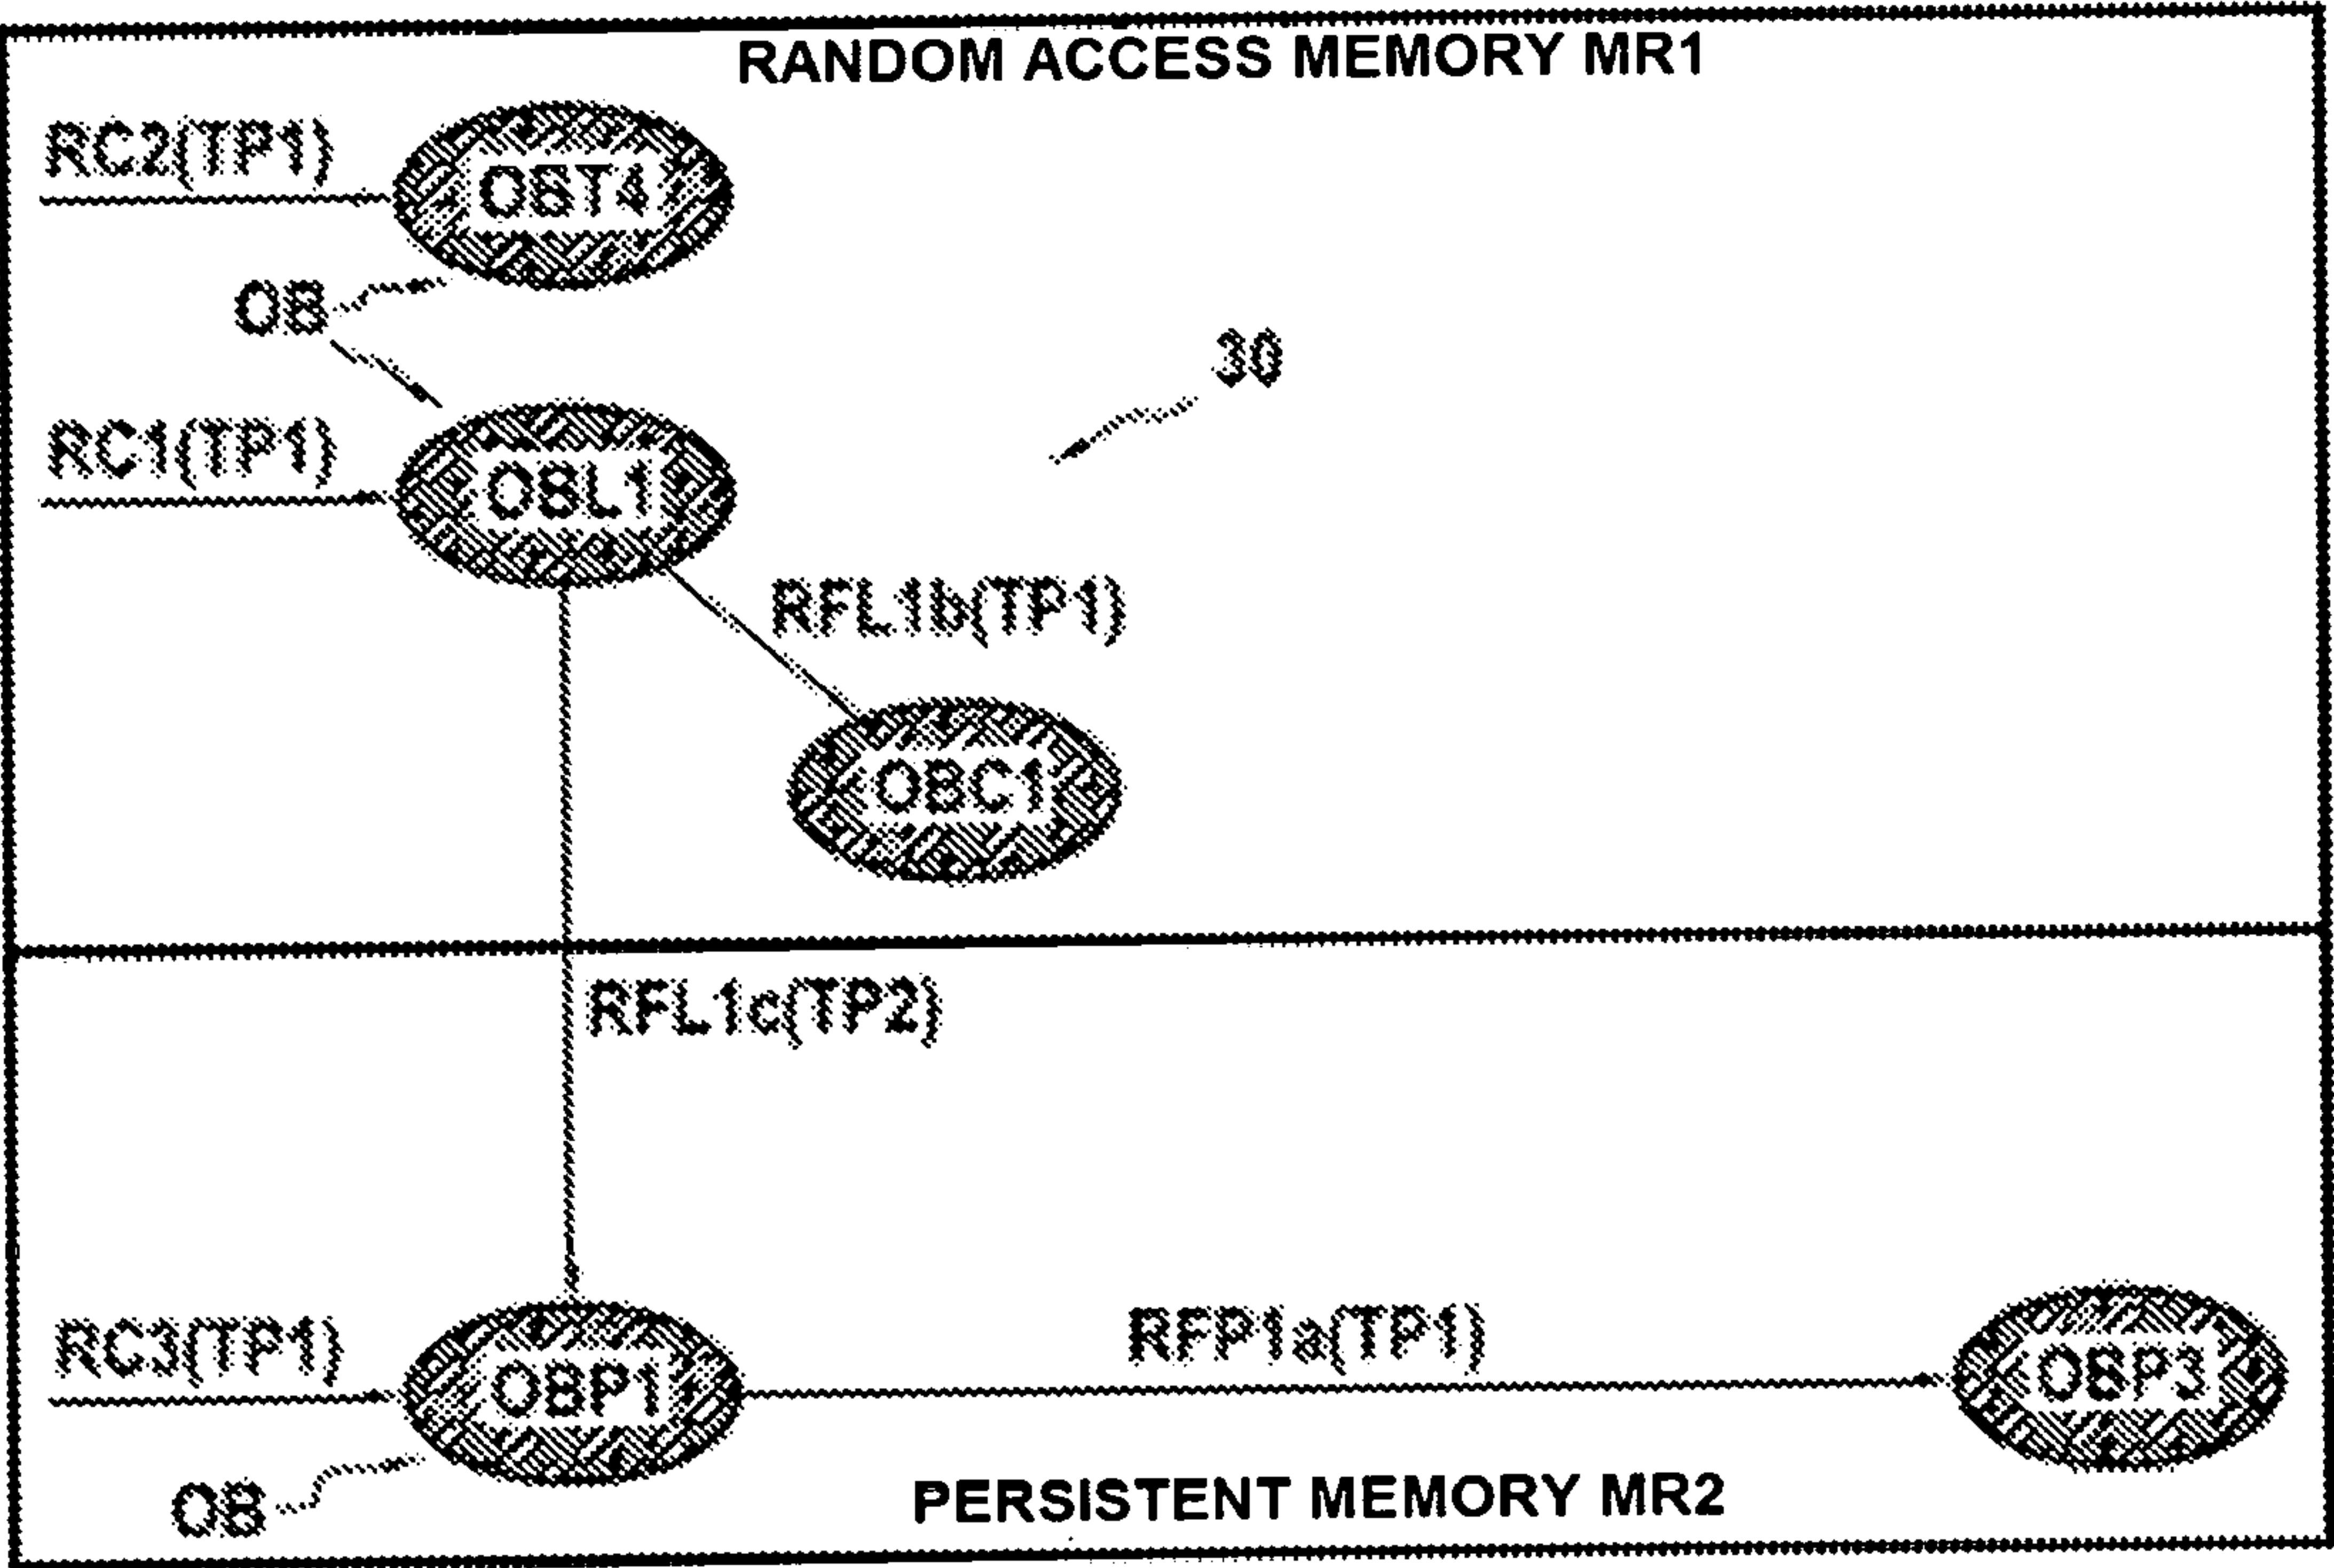 RANDOM ACCESS MEMORY MR1
RC2(TP1)
OBT4
OB
30
RC1(TP1)
OBL1
RFL1b(TP1)
OBC1
RFL1c(TP2)
RC3(TP1)
OBP1
RFP1a(TP1)
OBP3
OB
PERSISTENT MEMORY MR2